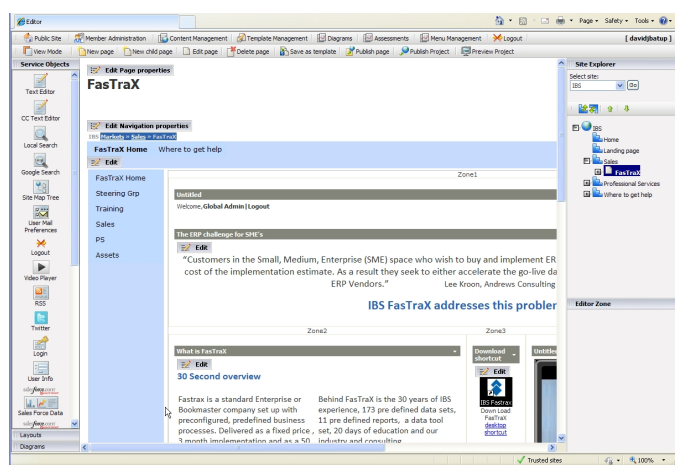 Editor
Page Safety Tools
Public Site Member Administration Content Management Template Management Diagrams Assessments Menu Management Logout [ davidjbatup ]
View Mode New page New child page Edit page Delete page Save as template Publish page Publish Project Preview Project
Service Objects
Text Editor
CC Text Editor
Local Search
Google Search
Site Map Tree
User Mail
Preferences
Logout
Video Player
RSS
Twitter
Login
User Info
Sales Force Data
Layouts
Diagrams
Edit Page properties
FasTraX
Edit Navigation properties
IBS Markets » Sales » FasTraX
FasTraX Home Where to get help
Edit
FasTraX Home
Steering Grp
Training
Sales
PS
Assets
Zone1
Untitled
Welcome, Global Admin | Logout
The ERP challenge for SME's
Edit
"Customers in the Small, Medium, Enterprise (SME) space who wish to buy and implement ER
cost of the implementation estimate. As a result they seek to either accelerate the go-live da
ERP Vendors." Lee Kroon, Andrews Consulting
IBS FasTraX addresses this probler
Zone2
What is FasTraX
Edit
30 Second overview
Fastrax is a standard Enterprise or
Bookmaster company set up with
preconfigured, predefined business
processes. Delivered as a fixed price ,
3 month implementation and as a 50
Behind FasTraX is the 30 years of IBS
experience, 173 pre defined data sets,
11 pre defined reports, a data tool
set, 20 days of education and our
industry and consulting
Zone3
Download
shortcut
Edit
IBS Fastrax
Down Load
FasTraX
desktop
shortcut
Untitled
Site Explorer
Select site:
IBS Go
IBS
Home
Landing page
Sales
FasTraX
Professional Services
Where to get help
Editor Zone
Trusted sites 100%